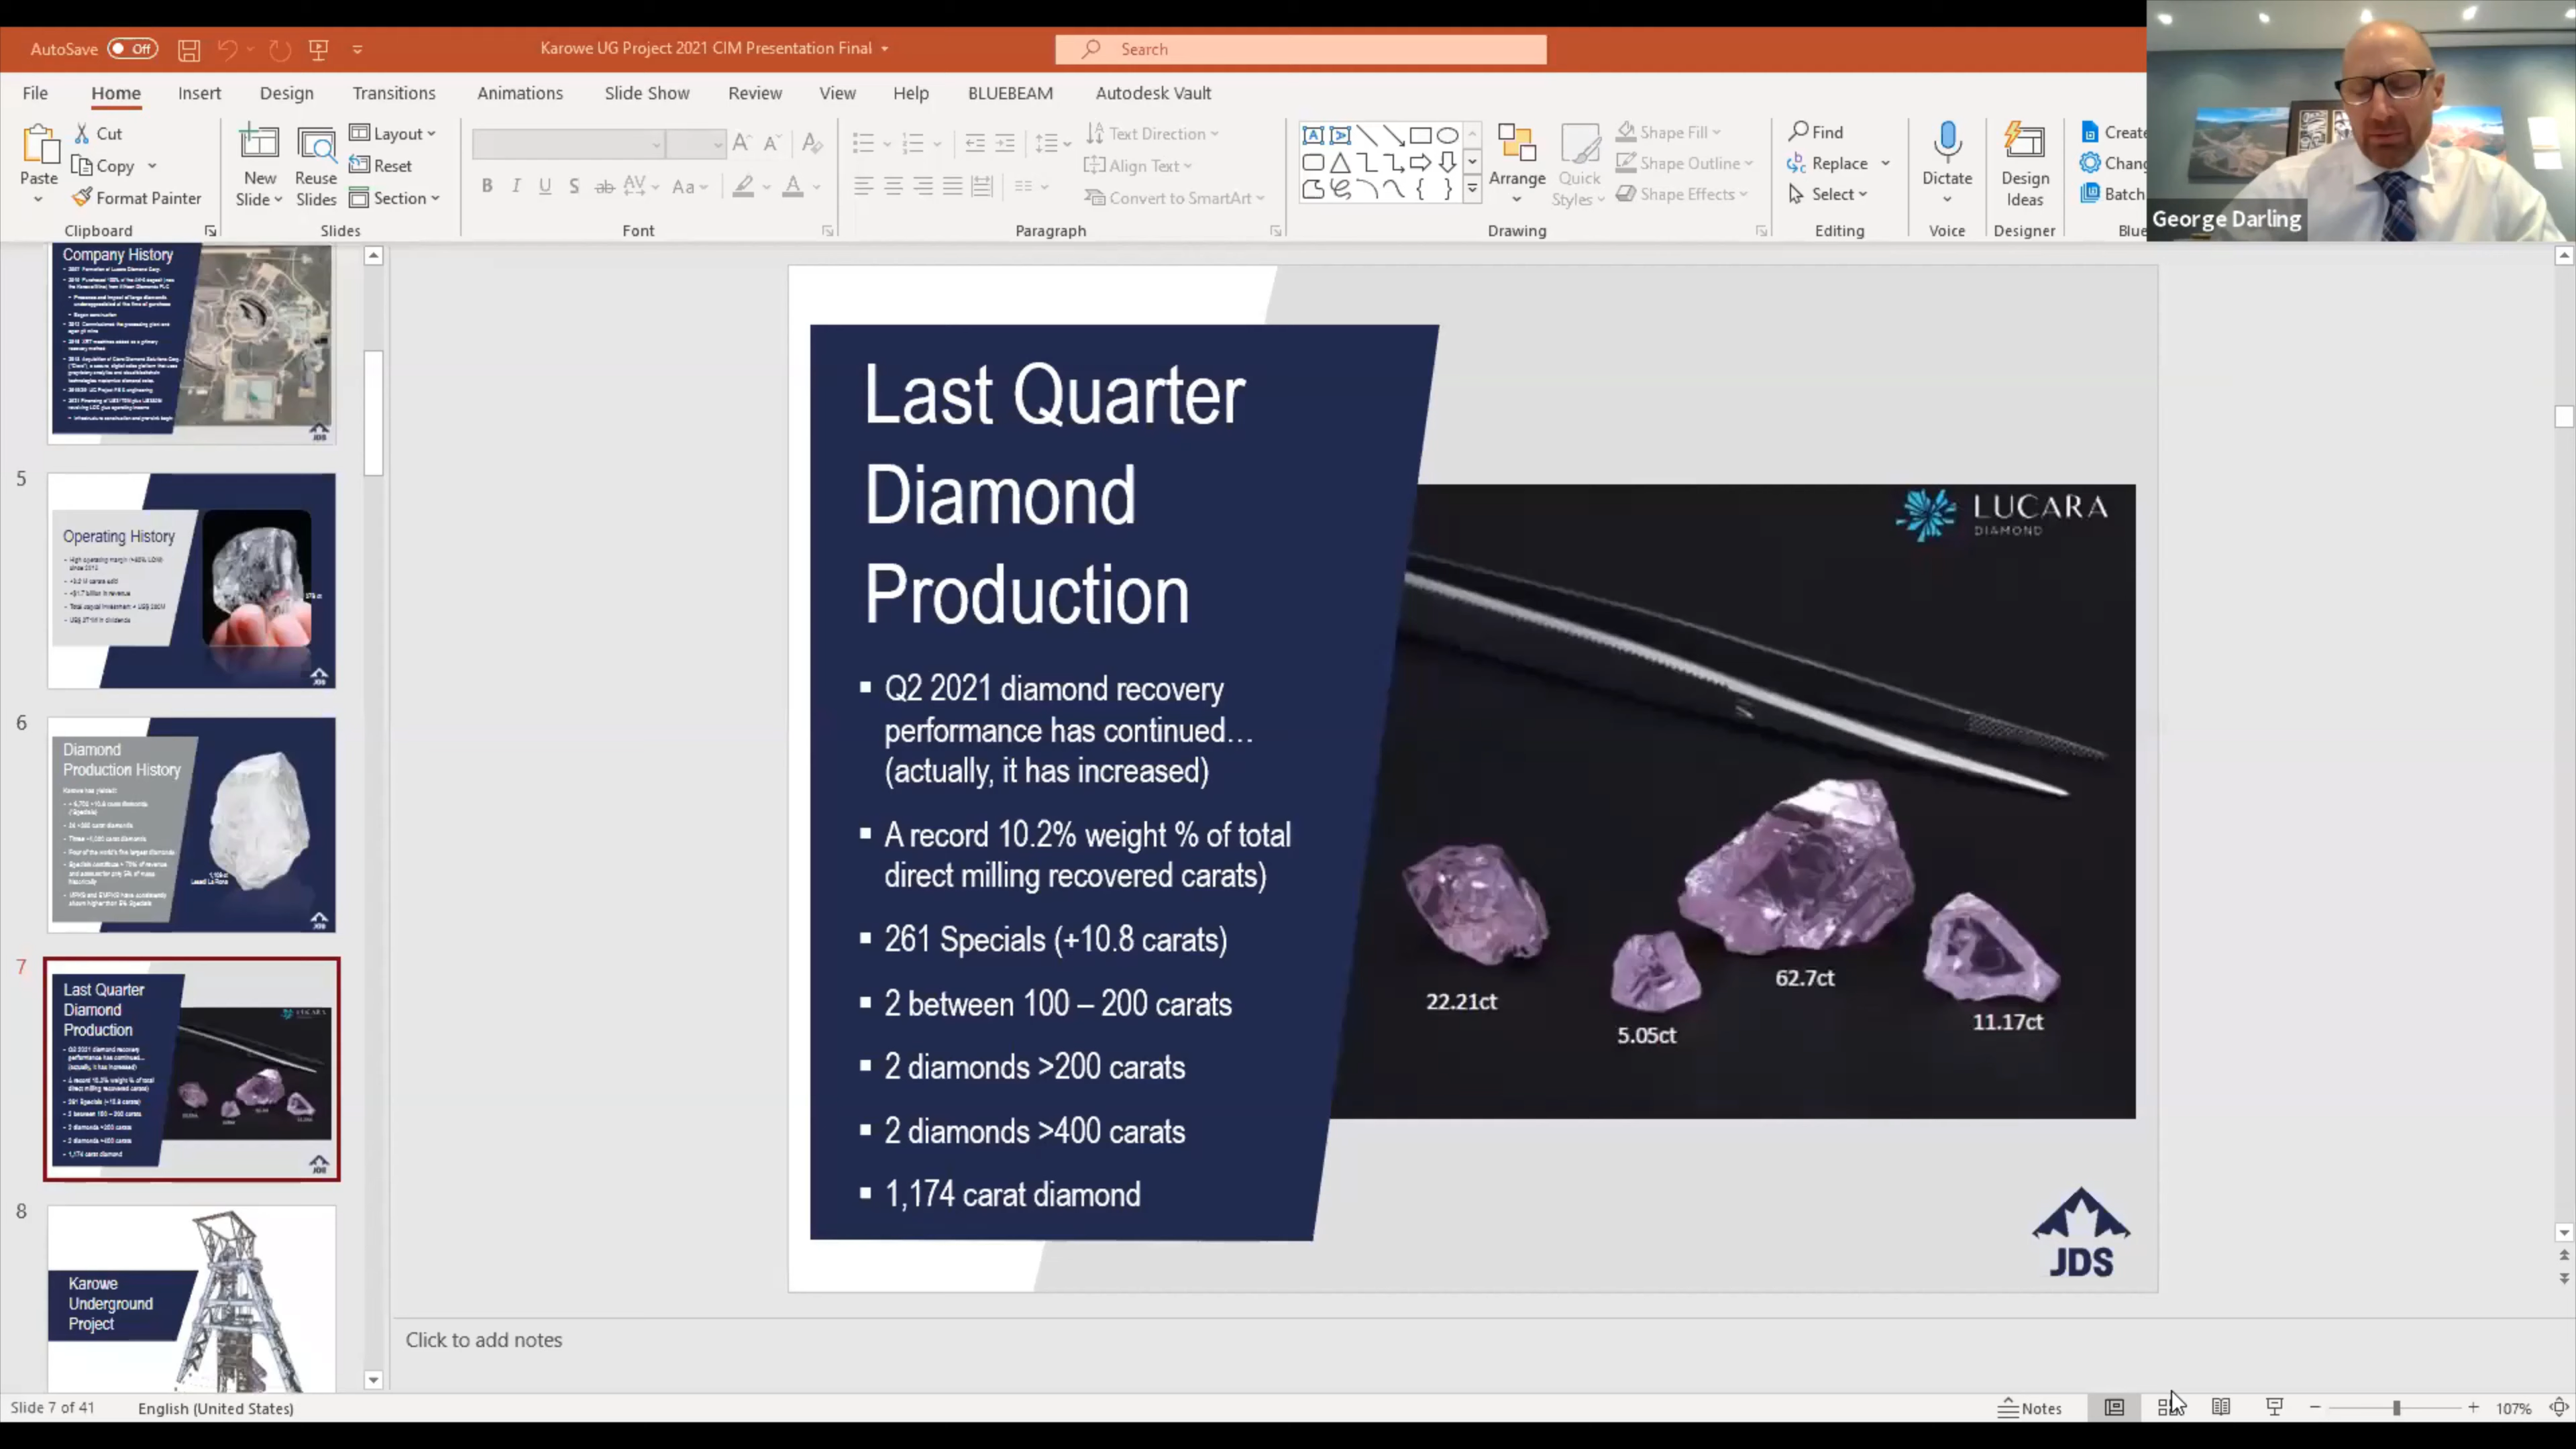 AutoSave Off
Karowe UG Project 2021 CIM Presentation Final
Search
File Home Insert Design Transitions Animations Slide Show Review View Help BLUEBEAM Autodesk Vault
Paste
Cut
Copy
Format Painter
Clipboard
New Slide
Reuse Slides
Layout
Reset
Section
Slides
Font
Text Direction
Align Text
Convert to SmartArt
Paragraph
Arrange
Quick Styles
Shape Fill
Shape Outline
Shape Effects
Drawing
Find
Replace
Select
Editing
Dictate
Voice
Design Ideas
Designer
Batch
George Darling
Company History
JDS
5
Operating History
JDS
6
Diamond
Production History
JDS
7
Last Quarter
Diamond
Production
LUCARA
JDS
8
Karowe
Underground
Project
Last Quarter
Diamond
Production
▪ Q2 2021 diamond recovery
performance has continued…
(actually, it has increased)
▪ A record 10.2% weight % of total
direct milling recovered carats)
▪ 261 Specials (+10.8 carats)
▪ 2 between 100 – 200 carats
▪ 2 diamonds >200 carats
▪ 2 diamonds >400 carats
▪ 1,174 carat diamond
LUCARA
DIAMOND
22.21ct
5.05ct
62.7ct
11.17ct
JDS
Click to add notes
Slide 7 of 41
English (United States)
Notes
107%